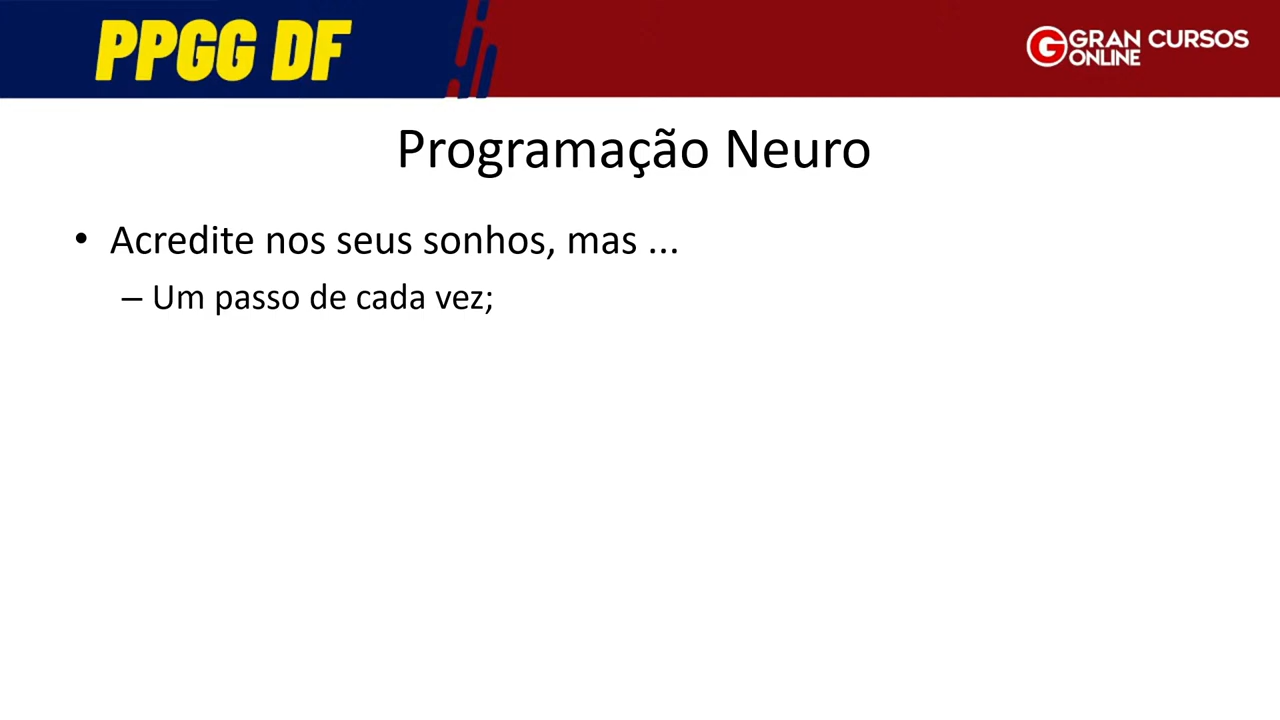 PPGG DF
GRAN CURSOS
ONLINE
Programação Neuro
• Acredite nos seus sonhos, mas ...
– Um passo de cada vez;